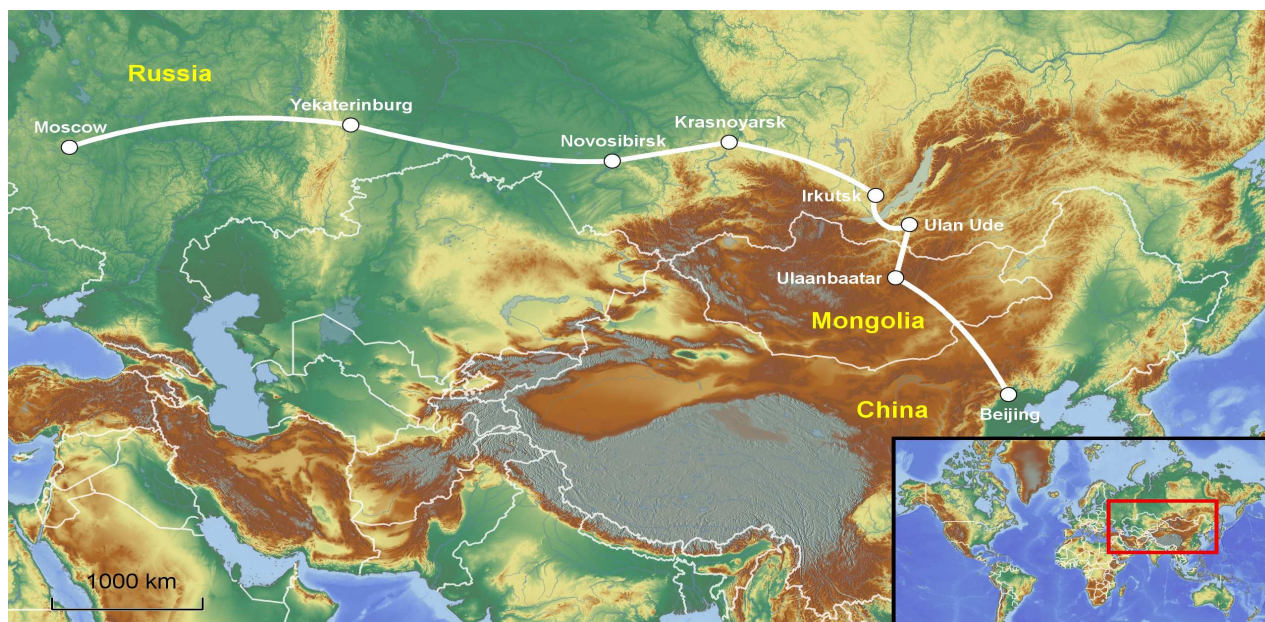 Russia
Yekaterinburg
Moscow
Krasnoyarsk
Novosibirsk
Irkutsk
Ulan Ude
Ulaanbaatar
Mongolia
China
Beijing
1000 km